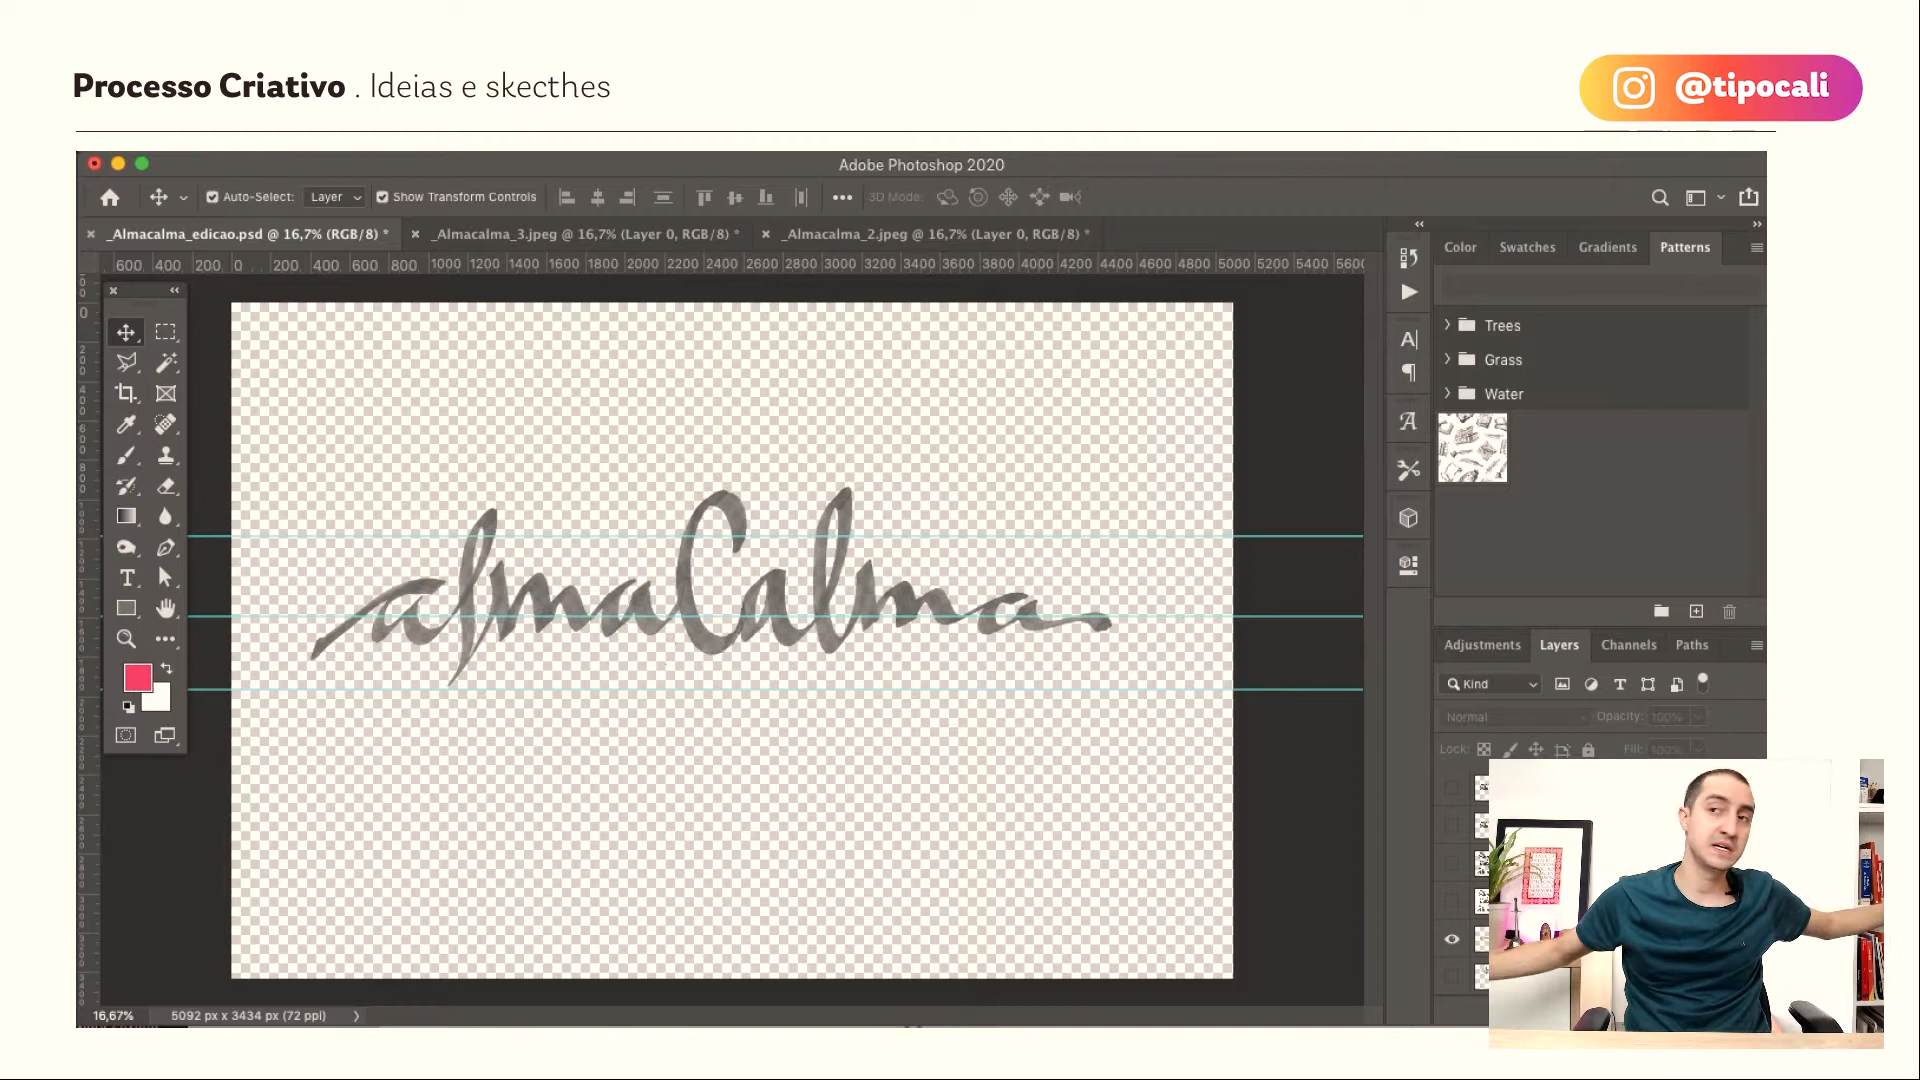 Processo Criativo . Ideias e skecthes
@tipocali
Adobe Photoshop 2020
Auto-Select: Layer Show Transform Controls 3D Mode:
_Almacalma_edicao.psd @ 16,7% (RGB/8) * _Almacalma_3.jpeg @ 16,7% (Layer 0, RGB/8) * _Almacalma_2.jpeg @ 16,7% (Layer 0, RGB/8) *
600 400 200 0 200 400 600 800 1000 1200 1400 1600 1800 2000 2200 2400 2600 2800 3000 3200 3400 3600 3800 4000 4200 4400 4600 4800 5000 5200 5400 5600
Color Swatches Gradients Patterns
Trees
Grass
Water
almaCalma
Adjustments Layers Channels Paths
Kind
Normal Opacity: 100%
Lock: Fill: 100%
16,67% 5092 px x 3434 px (72 ppi)